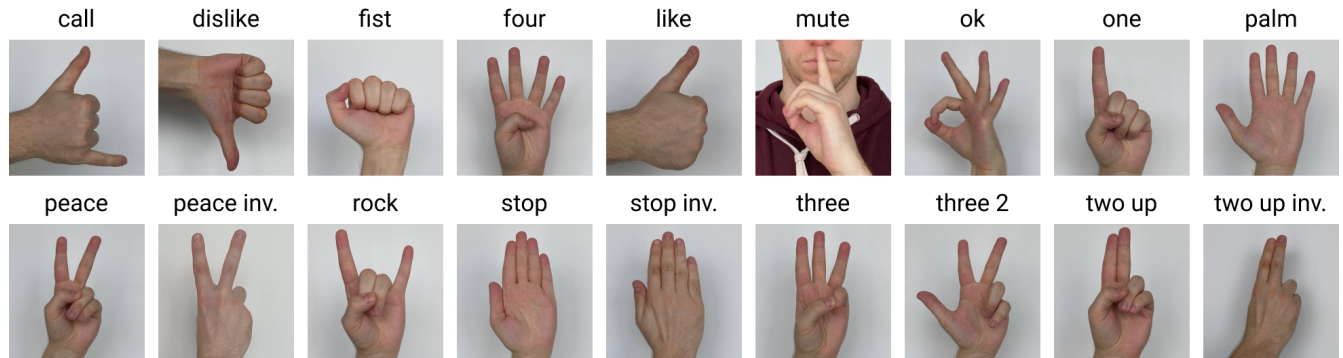 call dislike fist four like mute ok one palm
peace peace inv. rock stop stop inv. three three 2 two up two up inv.